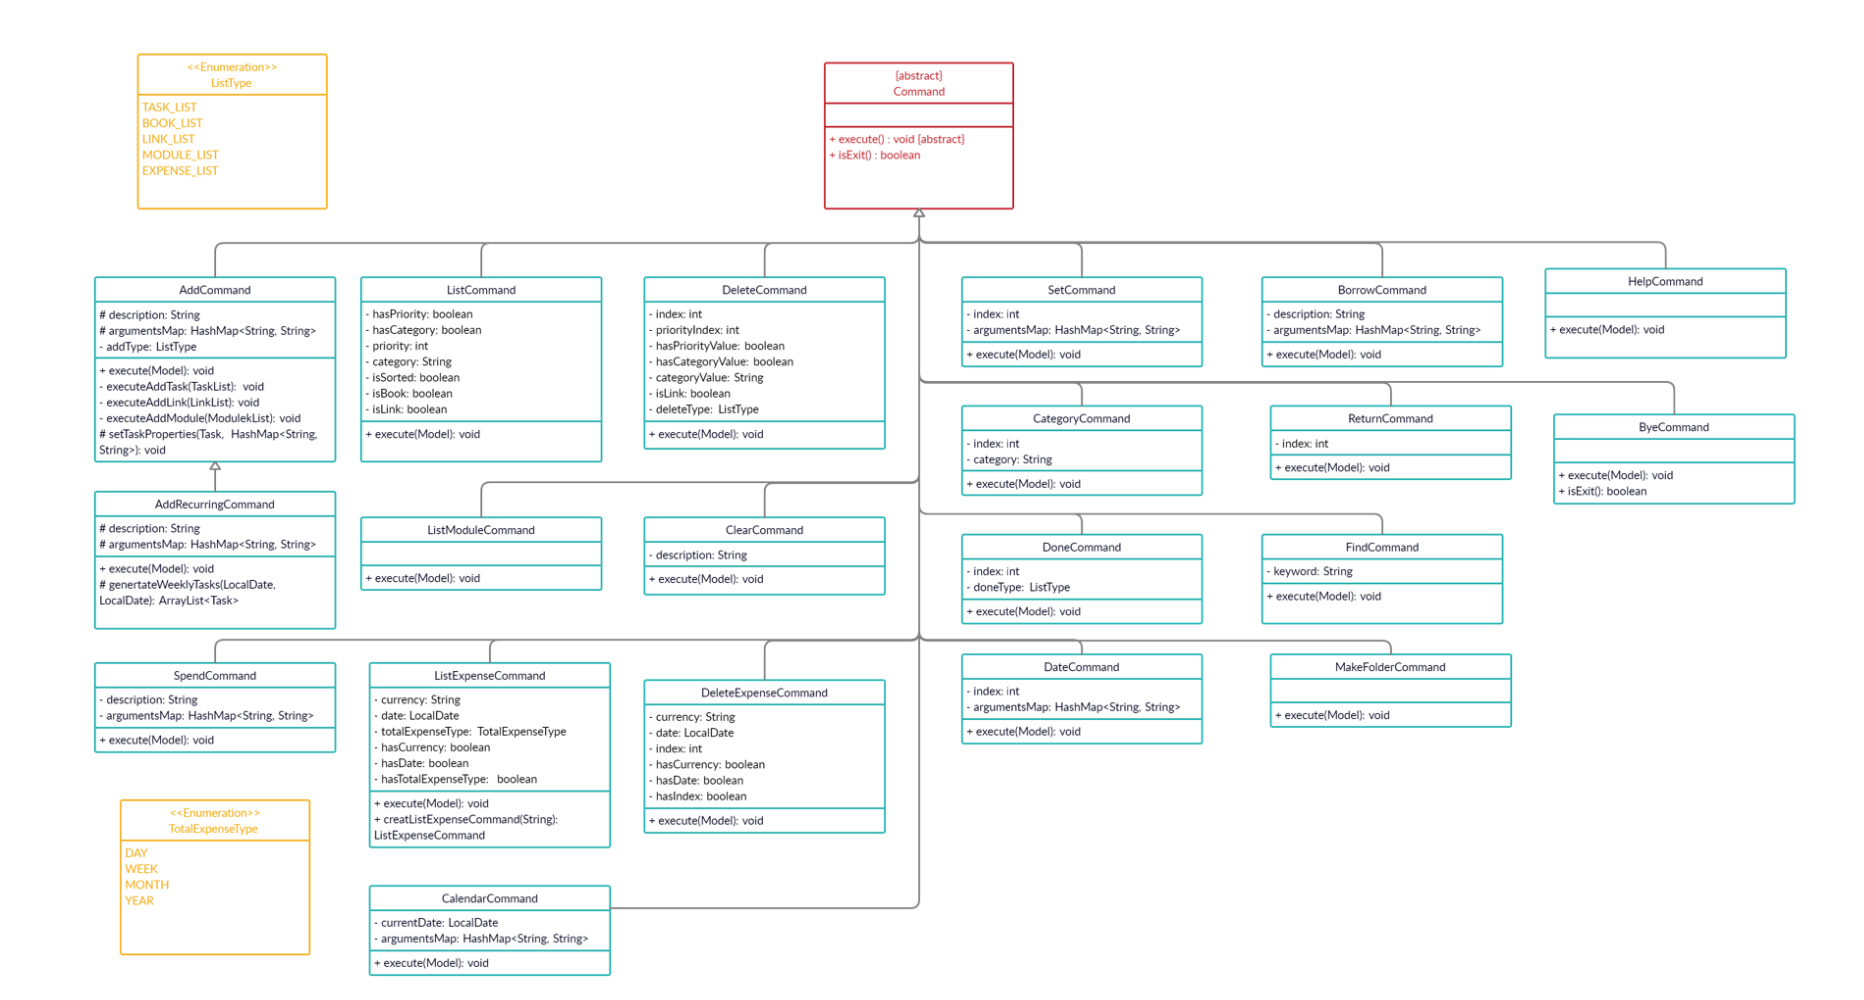 <<Enumeration>>
ListType
TASK_LIST
BOOK_LIST
LINK_LIST
MODULE_LIST
EXPENSE_LIST
{abstract}
Command
+ execute() : void {abstract}
+ isExit() : boolean
AddCommand
# description: String
# argumentsMap: HashMap<String, String>
- addType: ListType
+ execute(Model): void
- executeAddTask(TaskList): void
- executeAddLink(LinkList): void
- executeAddModule(ModulekList): void
# setTaskProperties(Task, HashMap<String,
String>): void
ListCommand
- hasPriority: boolean
- hasCategory: boolean
- priority: int
- category: String
- isSorted: boolean
- isBook: boolean
- isLink: boolean
+ execute(Model): void
DeleteCommand
- index: int
- priorityIndex: int
- hasPriorityValue: boolean
- hasCategoryValue: boolean
- categoryValue: String
- isLink: boolean
- deleteType: ListType
+ execute(Model): void
SetCommand
- index: int
- argumentsMap: HashMap<String, String>
+ execute(Model): void
BorrowCommand
- description: String
- argumentsMap: HashMap<String, String>
+ execute(Model): void
HelpCommand
+ execute(Model): void
CategoryCommand
- index: int
- category: String
+ execute(Model): void
ReturnCommand
- index: int
+ execute(Model): void
ByeCommand
+ execute(Model): void
+ isExit(): boolean
AddRecurringCommand
# description: String
# argumentsMap: HashMap<String, String>
+ execute(Model): void
# genertateWeeklyTasks(LocalDate,
LocalDate): ArrayList<Task>
ListModuleCommand
+ execute(Model): void
ClearCommand
- description: String
+ execute(Model): void
DoneCommand
- index: int
- doneType: ListType
+ execute(Model): void
FindCommand
- keyword: String
+ execute(Model): void
SpendCommand
- description: String
- argumentsMap: HashMap<String, String>
+ execute(Model): void
ListExpenseCommand
- currency: String
- date: LocalDate
- totalExpenseType: TotalExpenseType
- hasCurrency: boolean
- hasDate: boolean
- hasTotalExpenseType: boolean
+ execute(Model): void
+ creatListExpenseCommand(String):
ListExpenseCommand
DeleteExpenseCommand
- currency: String
- date: LocalDate
- index: int
- hasCurrency: boolean
- hasDate: boolean
- hasIndex: boolean
+ execute(Model): void
DateCommand
- index: int
- argumentsMap: HashMap<String, String>
+ execute(Model): void
MakeFolderCommand
+ execute(Model): void
<<Enumeration>>
TotalExpenseType
DAY
WEEK
MONTH
YEAR
CalendarCommand
- currentDate: LocalDate
- argumentsMap: HashMap<String, String>
+ execute(Model): void